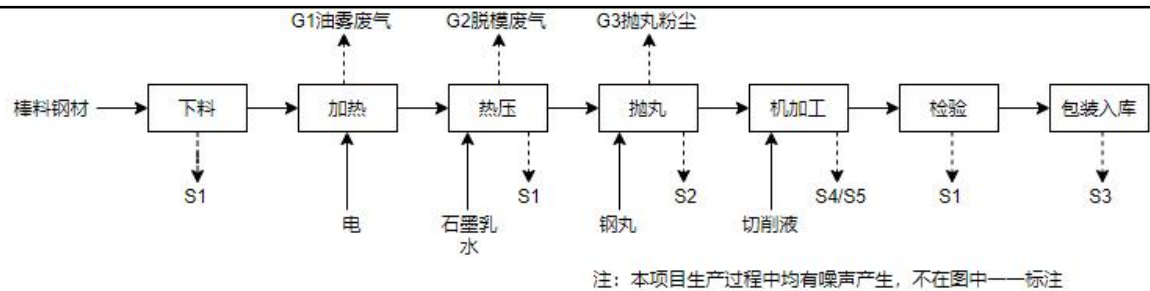 G1油雾废气
G2脱模废气
G3抛丸粉尘
棒料钢材
下料
加热
热压
抛丸
机加工
检验
包装入库
S1
S1
S2
S4/S5
S1
S3
电
石墨乳
水
钢丸
切削液
注：本项目生产过程中均有噪声产生，不在图中一一标注